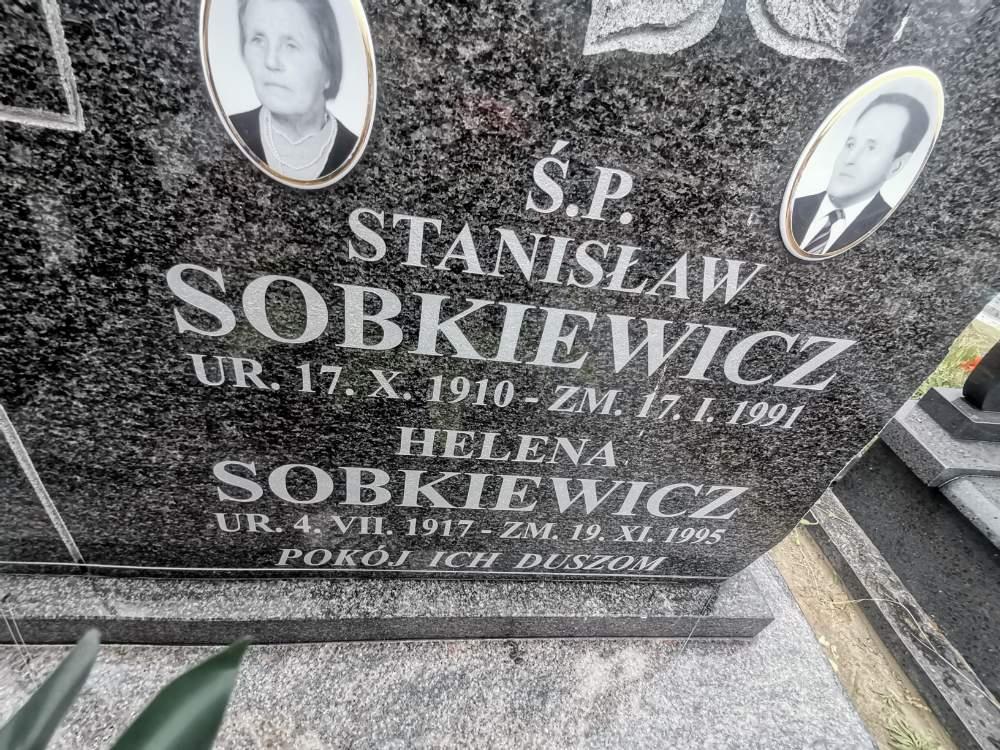 Ś.P.
STANISŁAW
SOBKIEWICZ
UR. 17. X. 1910 - ZM. 17. I. 1991
HELENA
SOBKIEWICZ
UR. 4. VII. 1917 - ZM. 19. XI. 1995
POKÓJ ICH DUSZOM